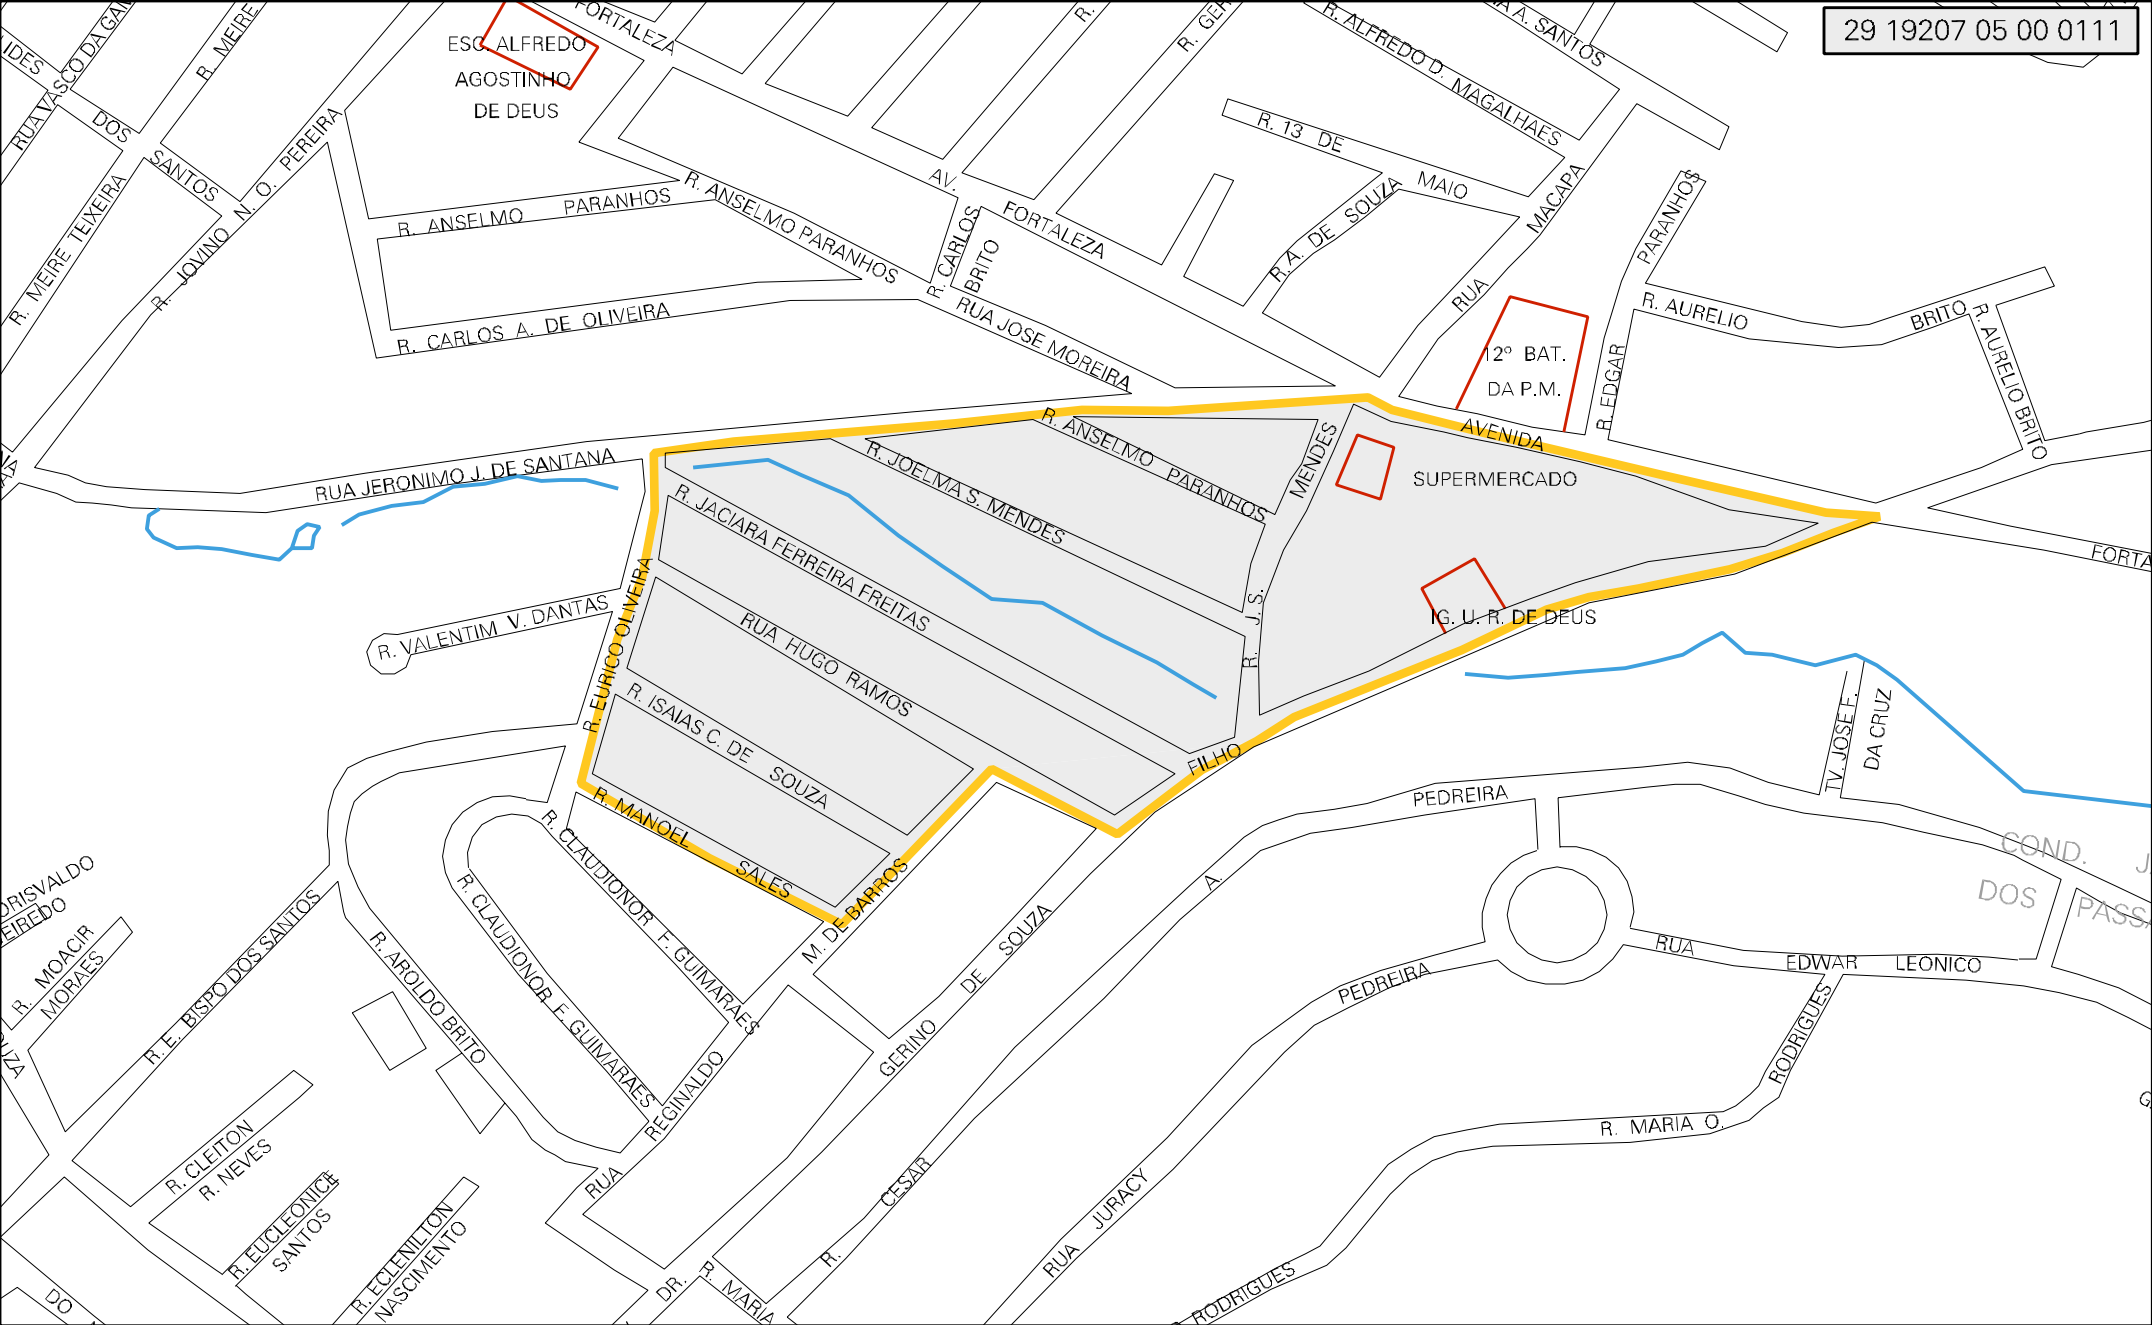 29 19207 05 00 0111
FORTALEZA
R. MEIRE
ESC. ALFREDO
AGOSTINHO
DE DEUS
R. ALFREDO D. MAGALHAES
A. SANTOS
DOS
SANTOS
R. JOVINO N. O. PEREIRA
R. MEIRE TEIXEIRA
R. 13 DE
MAIO
R. ANSELMO PARANHOS
R. ANSELMO PARANHOS
AV.
FORTALEZA
R. CARLOS
BRITO
R. A. DE SOUZA
RUA MACAPA
R. EDGAR PARANHOS
R. CARLOS A. DE OLIVEIRA
RUA JOSE MOREIRA
R. AURELIO
BRITO
R. AURELIO BRITO
12º BAT.
DA P.M.
AVENIDA
SUPERMERCADO
RUA JERONIMO J. DE SANTANA
R. ANSELMO PARANHOS
R. JOELMA S. MENDES
R. J.S. MENDES
R. JACIARA FERREIRA FREITAS
R. VALENTIM V. DANTAS
R. EURICO OLIVEIRA
RUA HUGO RAMOS
IG. U. R. DE DEUS
R. ISAIAS C. DE SOUZA
R. MANOEL SALES
FILHO
TV. JOSE F.
DA CRUZ
PEDREIRA
COND.
DOS
R. CLAUDIONOR F. GUIMARAES
R. CLAUDIONOR F. GUIMARAES
M. DE BARROS
R. AROLDO BRITO
R. E. BISPO DOS SANTOS
R. MOACIR
MORAES
GERINO DE SOUZA
A.
PEDREIRA
RUA
EDWAR LEONICO
RODRIGUES
R. MARIA O.
RUA REGINALDO
R. CLEITON
R. NEVES
R. EUCLEONICE
SANTOS
R. ECLENILTON
NASCIMENTO
R. CESAR
RUA JURACY
DR.
R. MARIA
RODRIGUES
DO